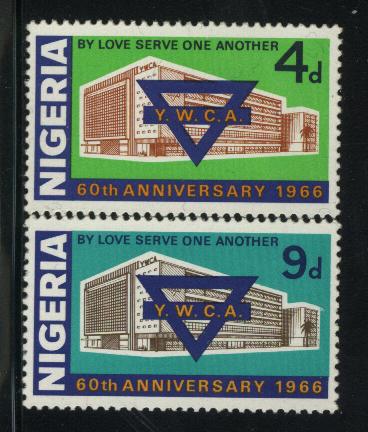 NIGERIA
BY LOVE SERVE ONE ANOTHER
4d
YWCA
Y. W. C. A.
60th ANNIVERSARY 1966
NIGERIA
BY LOVE SERVE ONE ANOTHER
9d
YWCA
Y. W. C. A.
60th ANNIVERSARY 1966